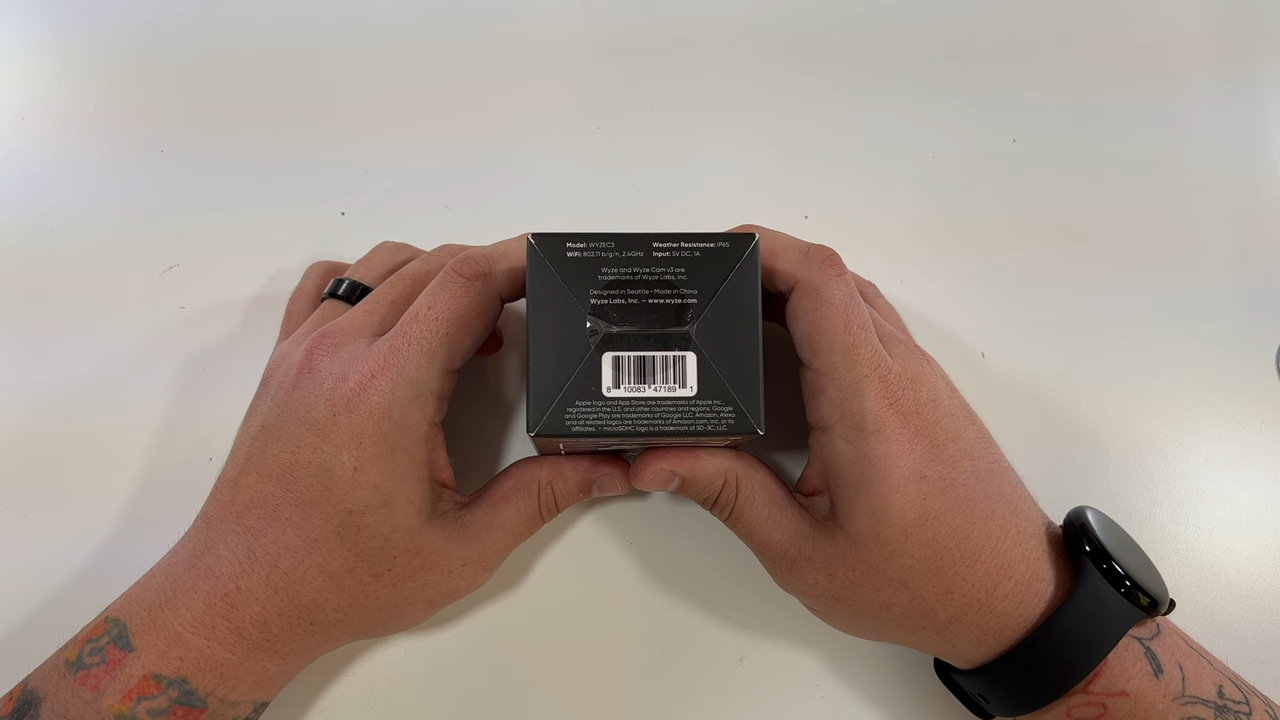 Model: WYZEC3 Weather Resistance: IP65
WiFi: 802.11 b/g/n, 2.4GHz Input: 5V DC, 1A
Wyze and Wyze Cam v3 are
trademarks of Wyze Labs, Inc.
Designed in Seattle • Made in China
Wyze Labs, Inc. — www.wyze.com
8 10083 47189 1
Apple logo and App Store are trademarks of Apple Inc.,
registered in the U.S. and other countries and regions. Google
and Google Play are trademarks of Google LLC. Amazon, Alexa
and all related logos are trademarks of Amazon.com, Inc. or its
affiliates. • microSDHC logo is a trademark of SD-3C, LLC.